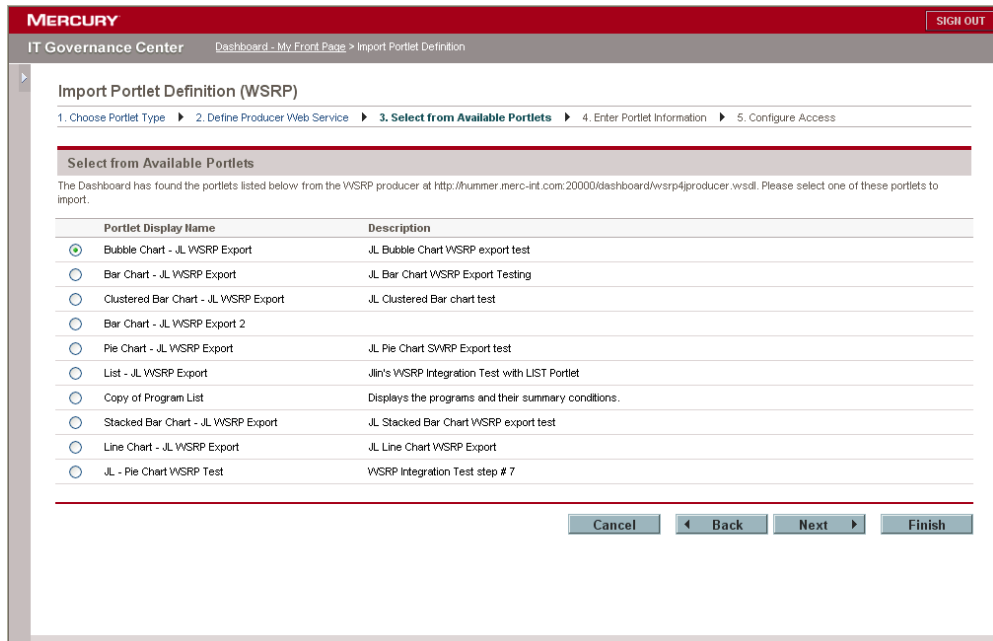 MERCURY
SIGN OUT
IT Governance Center
Dashboard - My Front Page > Import Portlet Definition
Import Portlet Definition (WSRP)
1. Choose Portlet Type
2. Define Producer Web Service
3. Select from Available Portlets
4. Enter Portlet Information
5. Configure Access
Select from Available Portlets
The Dashboard has found the portlets listed below from the WSRP producer at http://hummer.merc-int.com:20000/dashboard/wsrp4jproducer.wsdl. Please select one of these portlets to
import.
Portlet Display Name Description
Bubble Chart - JL WSRP Export JL Bubble Chart WSRP export test
Bar Chart - JL WSRP Export JL Bar Chart WSRP Export Testing
Clustered Bar Chart - JL WSRP Export JL Clustered Bar chart test
Bar Chart - JL WSRP Export 2
Pie Chart - JL WSRP Export JL Pie Chart SWRP Export test
List - JL WSRP Export Jlin's WSRP Integration Test with LIST Portlet
Copy of Program List Displays the programs and their summary conditions.
Stacked Bar Chart - JL WSRP Export JL Stacked Bar Chart WSRP export test
Line Chart - JL WSRP Export JL Line Chart WSRP Export
JL - Pie Chart WSRP Test WSRP Integration Test step # 7
Cancel
Back
Next
Finish